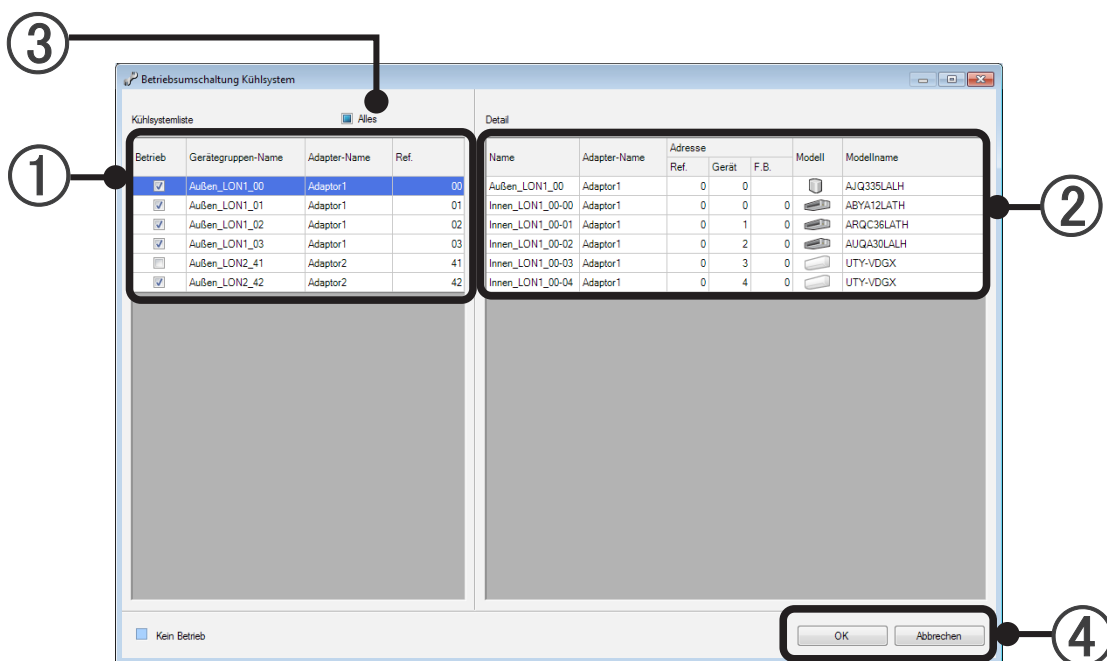 ③
Betriebsumschaltung Kühlsystem
Kühlsystemliste Alles Detail
①
Betrieb Gerätegruppen-Name Adapter-Name Ref.
Außen_LON1_00 Adaptor1 00
Außen_LON1_01 Adaptor1 01
Außen_LON1_02 Adaptor1 02
Außen_LON1_03 Adaptor1 03
Außen_LON2_41 Adaptor2 41
Außen_LON2_42 Adaptor2 42
②
Name Adapter-Name Adresse Modell Modellname
Ref. Gerät F.B.
Außen_LON1_00 Adaptor1 0 0 AJQ335LALH
Innen_LON1_00-00 Adaptor1 0 0 0 ABYA12LATH
Innen_LON1_00-01 Adaptor1 0 1 0 ARQC36LATH
Innen_LON1_00-02 Adaptor1 0 2 0 AUQA30LALH
Innen_LON1_00-03 Adaptor1 0 3 0 UTY-VDGX
Innen_LON1_00-04 Adaptor1 0 4 0 UTY-VDGX
Kein Betrieb OK Abbrechen
④